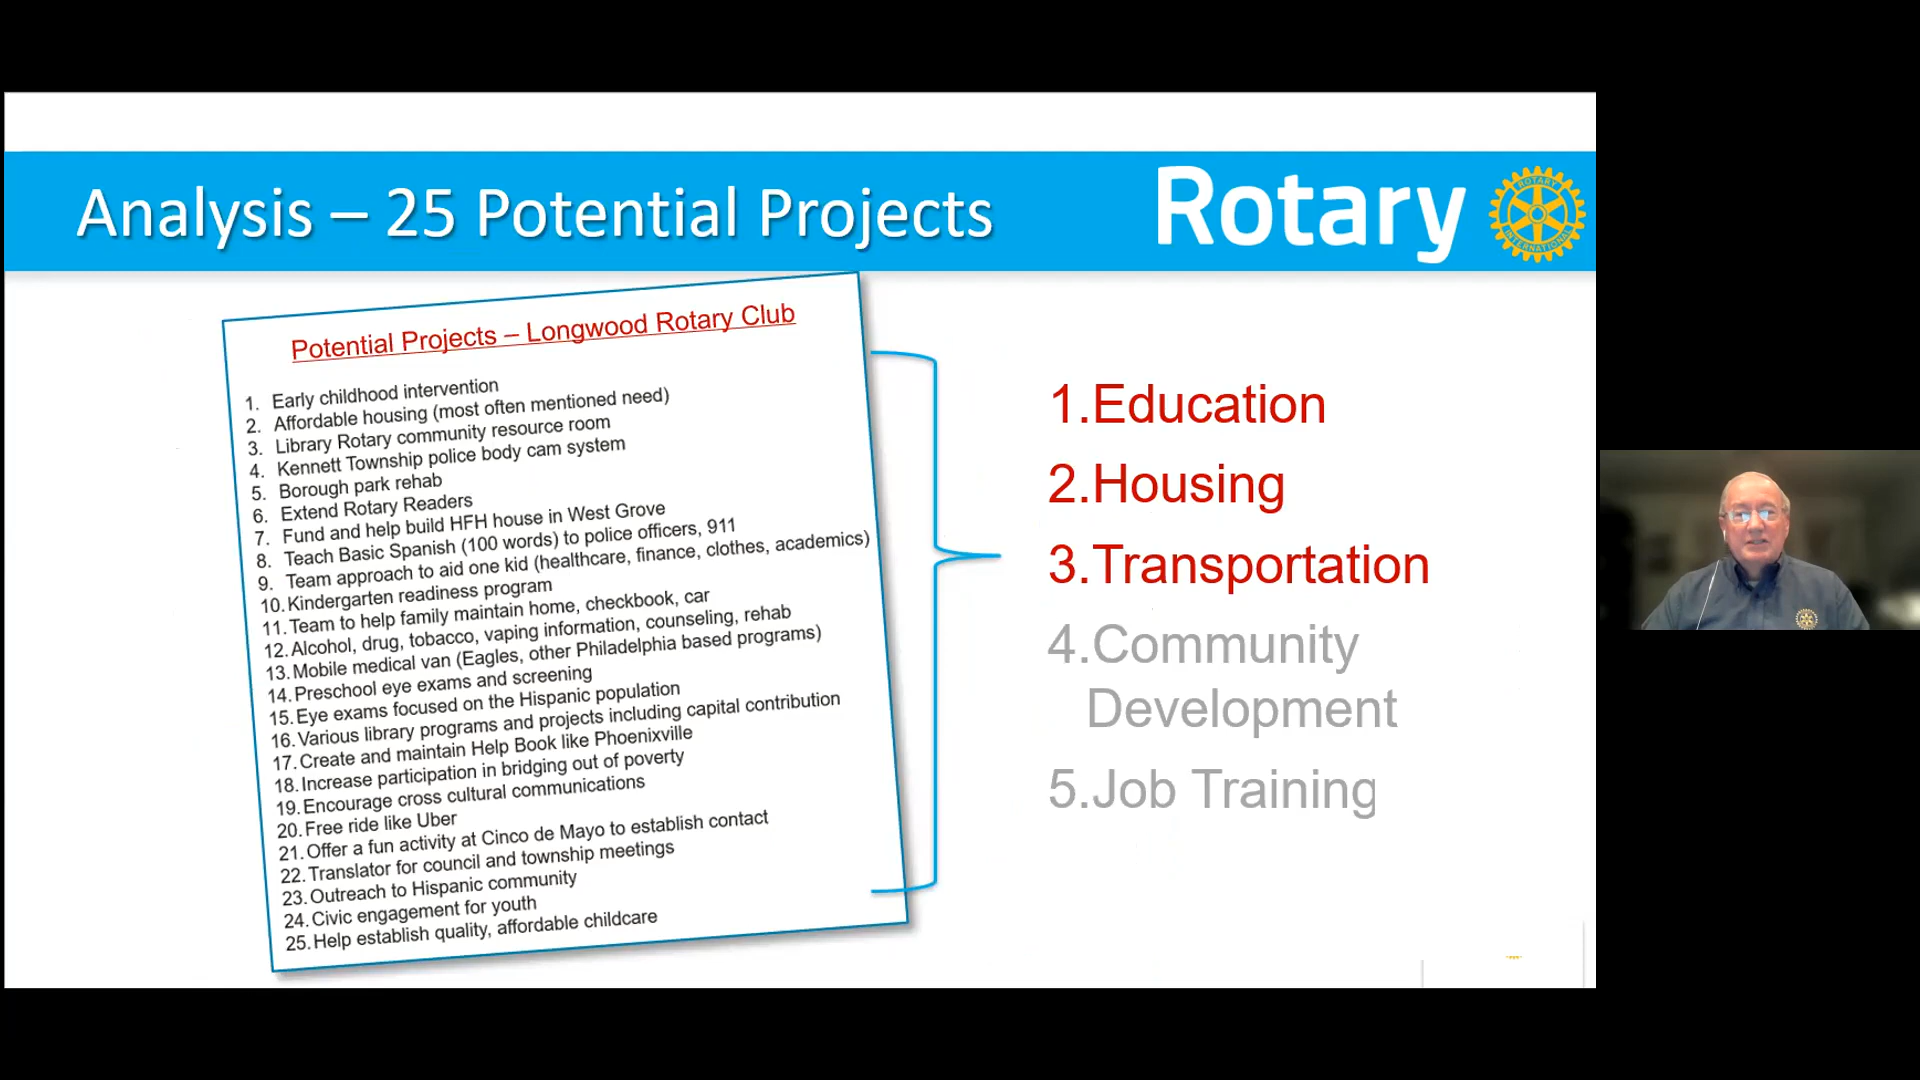 Analysis – 25 Potential Projects
Rotary
ROTARY
INTERNATIONAL
Potential Projects – Longwood Rotary Club
1. Early childhood intervention
2. Affordable housing (most often mentioned need)
3. Library Rotary community resource room
4. Kennett Township police body cam system
5. Borough park rehab
6. Extend Rotary Readers
7. Fund and help build HFH house in West Grove
8. Teach Basic Spanish (100 words) to police officers, 911
9. Team approach to aid one kid (healthcare, finance, clothes, academics)
10. Kindergarten readiness program
11. Team to help family maintain home, checkbook, car
12. Alcohol, drug, tobacco, vaping information, counseling, rehab
13. Mobile medical van (Eagles, other Philadelphia based programs)
14. Preschool eye exams and screening
15. Eye exams focused on the Hispanic population
16. Various library programs and projects including capital contribution
17. Create and maintain Help Book like Phoenixville
18. Increase participation in bridging out of poverty
19. Encourage cross cultural communications
20. Free ride like Uber
21. Offer a fun activity at Cinco de Mayo to establish contact
22. Translator for council and township meetings
23. Outreach to Hispanic community
24. Civic engagement for youth
25. Help establish quality, affordable childcare
1.Education
2.Housing
3.Transportation
4.Community
Development
5.Job Training